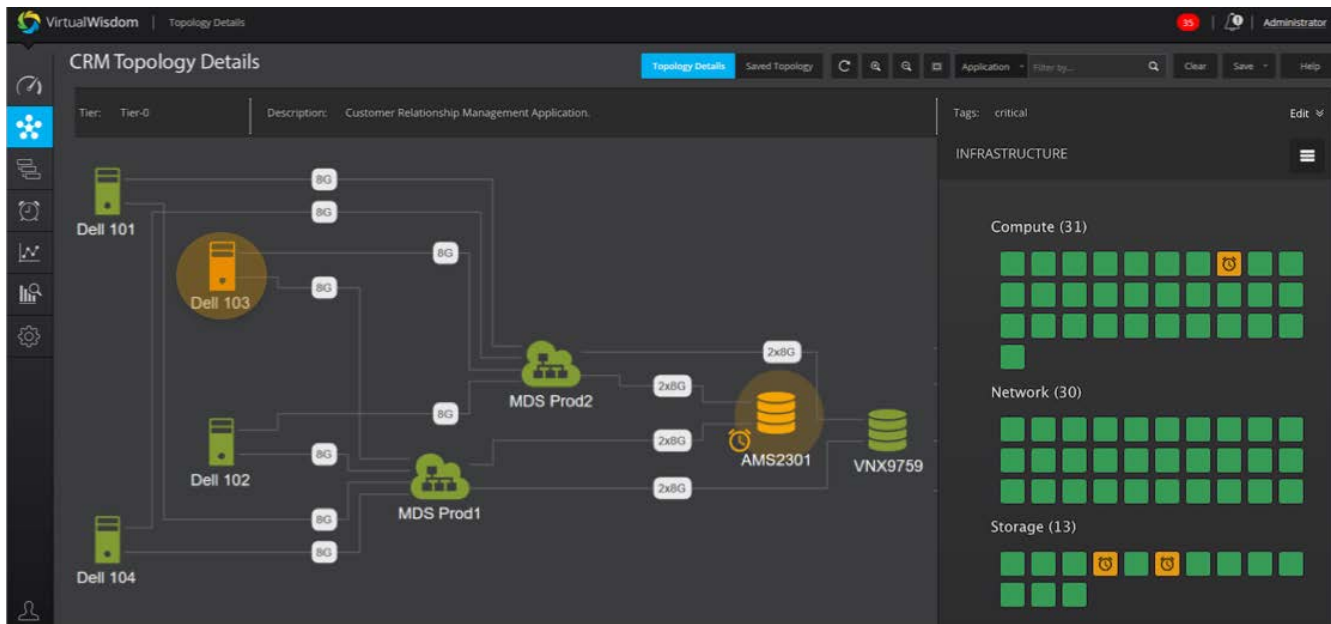 VirtualWisdom | Topology Details
35 | Administrator
CRM Topology Details
Topology Details Saved Topology Application Filter by... Clear Save Help
Tier: Tier-0 Description: Customer Relationship Management Application. Tags: critical Edit
INFRASTRUCTURE
8G
8G
Dell 101
Compute (31)
8G
8G
Dell 103
2x8G
2x8G
MDS Prod2
Network (30)
8G
2x8G
8G
AMS2301
VNX9759
Dell 102
2x8G
MDS Prod1
8G
Storage (13)
8G
Dell 104